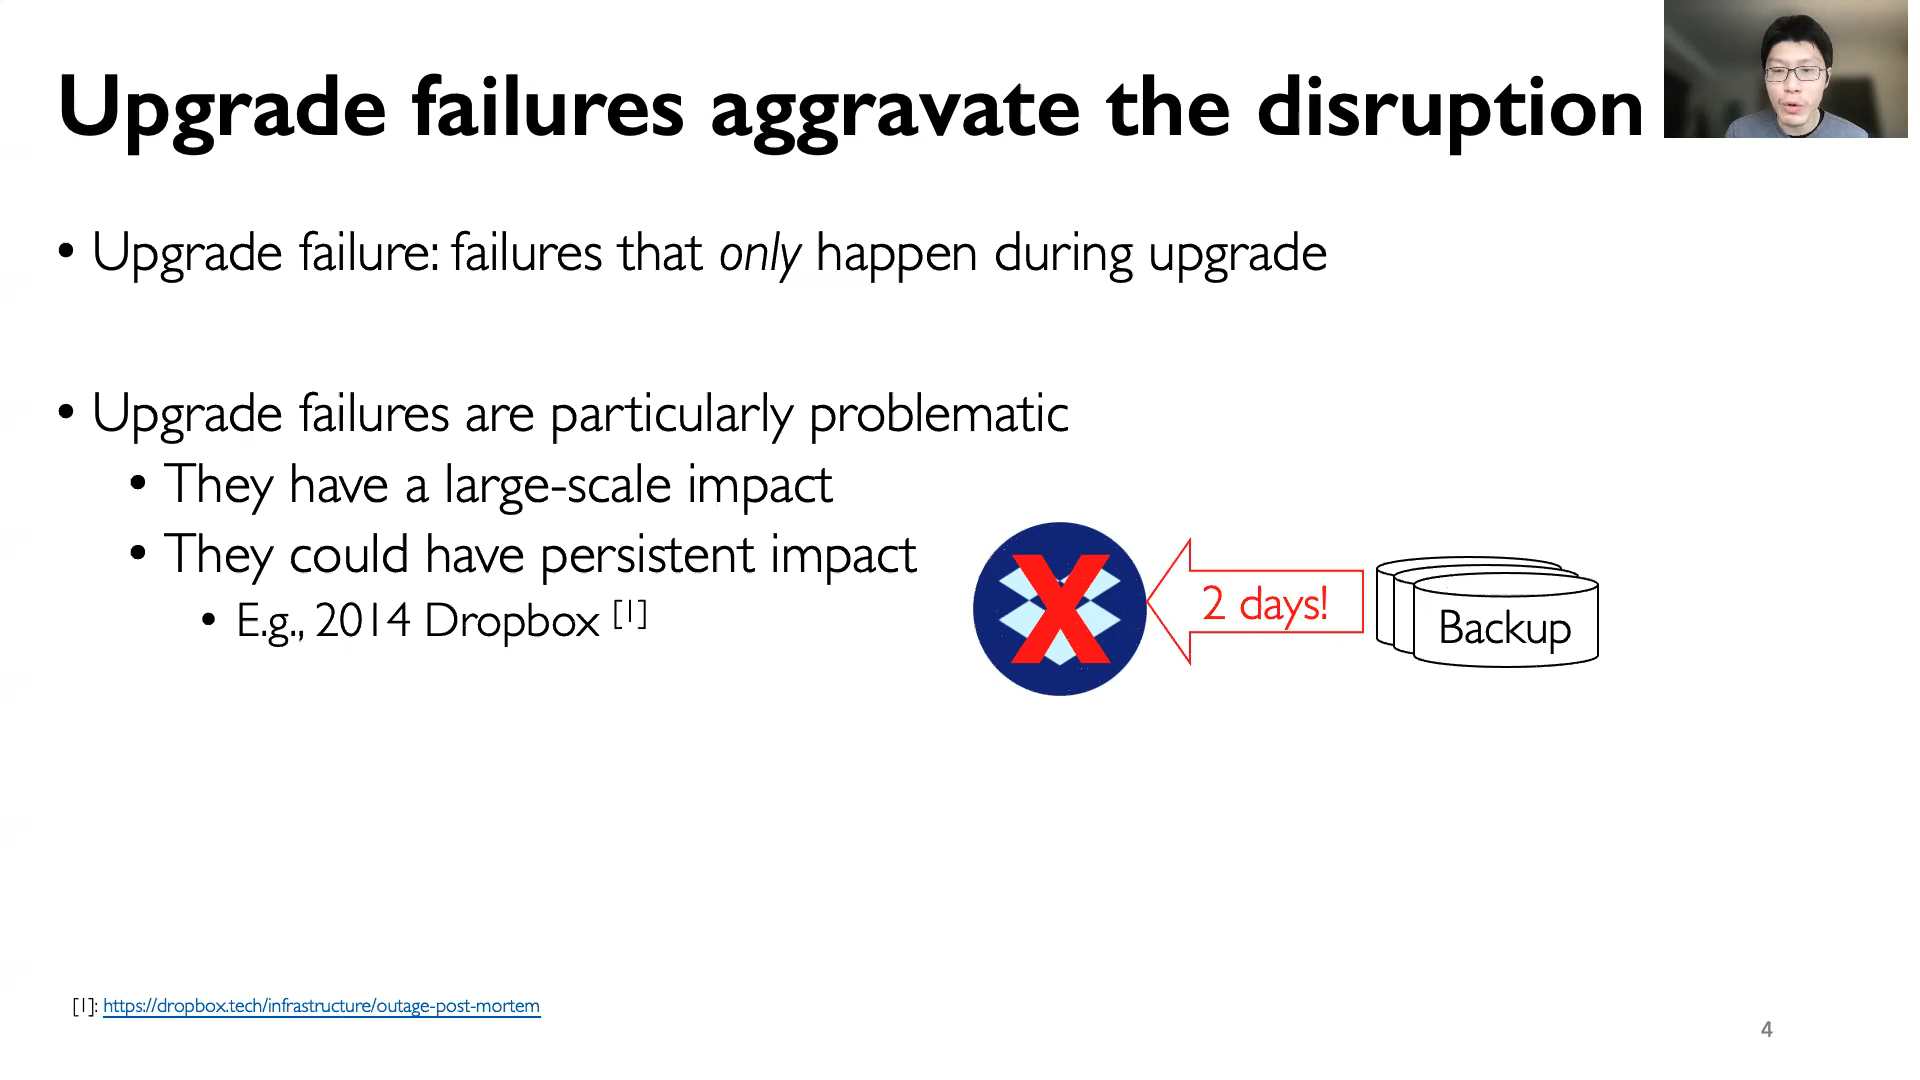 Upgrade failures aggravate the disruption
• Upgrade failure: failures that only happen during upgrade
• Upgrade failures are particularly problematic
• They have a large-scale impact
• They could have persistent impact
• E.g., 2014 Dropbox [1]
X
2 days!
Backup
[1]: https://dropbox.tech/infrastructure/outage-post-mortem
4